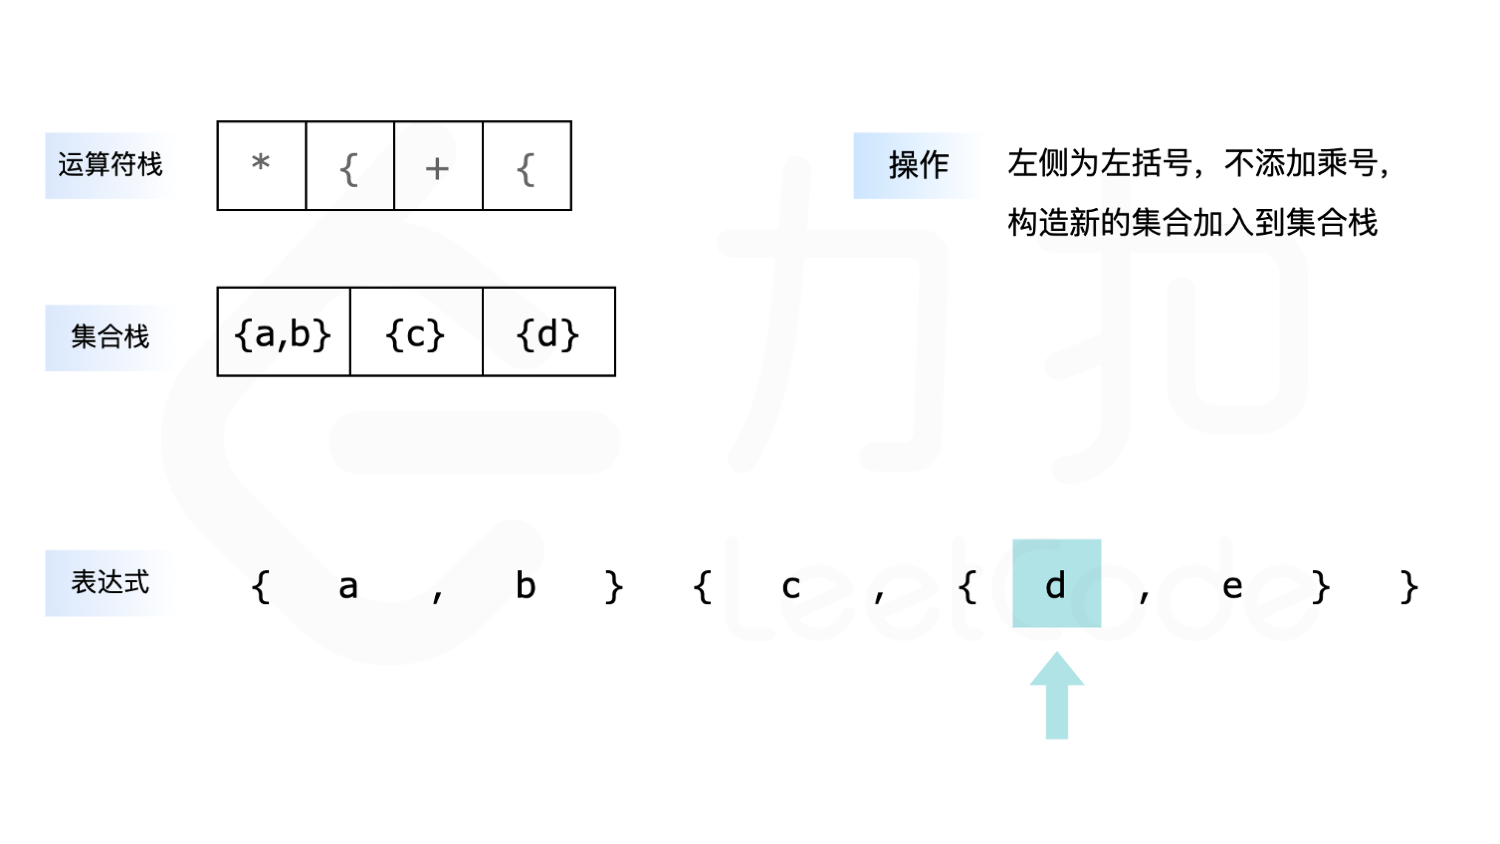 运算符栈 * { + {
操作 左侧为左括号，不添加乘号，
构造新的集合加入到集合栈
集合栈 {a,b} {c} {d}
力扣
LeetCode
表达式 { a , b } { c , { d , e } }